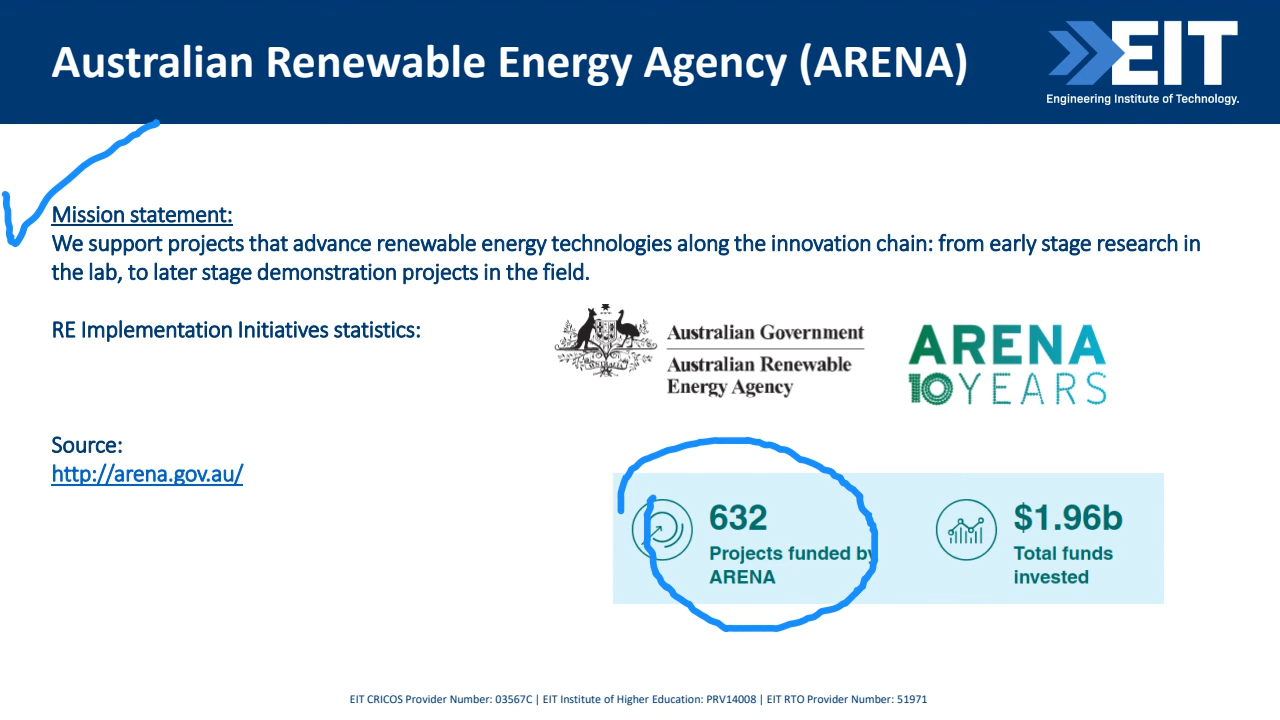 Australian Renewable Energy Agency (ARENA)
EIT
Engineering Institute of Technology.
Mission statement:
We support projects that advance renewable energy technologies along the innovation chain: from early stage research in
the lab, to later stage demonstration projects in the field.
RE Implementation Initiatives statistics:
Australian Government
Australian Renewable
Energy Agency
ARENA
10 YEARS
Source:
http://arena.gov.au/
632
Projects funded by
ARENA
$1.96b
Total funds
invested
EIT CRICOS Provider Number: 03567C | EIT Institute of Higher Education: PRV14008 | EIT RTO Provider Number: 51971